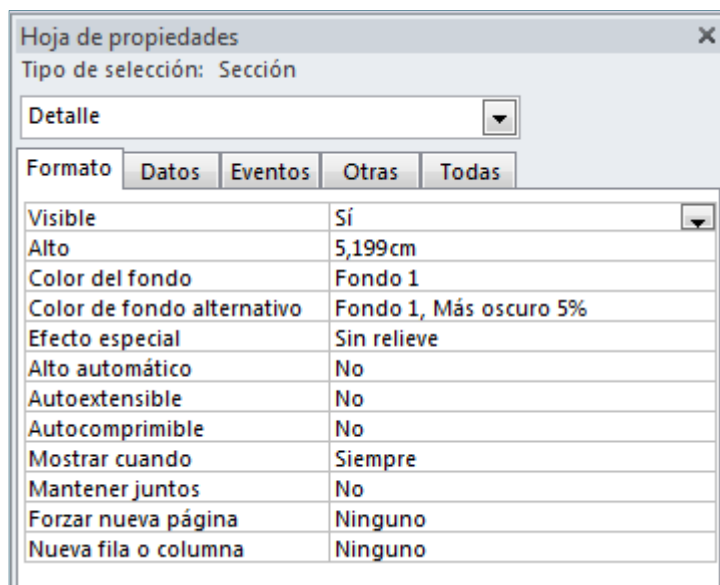 Hoja de propiedades
Tipo de selección: Sección
Detalle
Formato Datos Eventos Otras Todas
Visible Sí
Alto 5,199cm
Color del fondo Fondo 1
Color de fondo alternativo Fondo 1, Más oscuro 5%
Efecto especial Sin relieve
Alto automático No
Autoextensible No
Autocomprimible No
Mostrar cuando Siempre
Mantener juntos No
Forzar nueva página Ninguno
Nueva fila o columna Ninguno